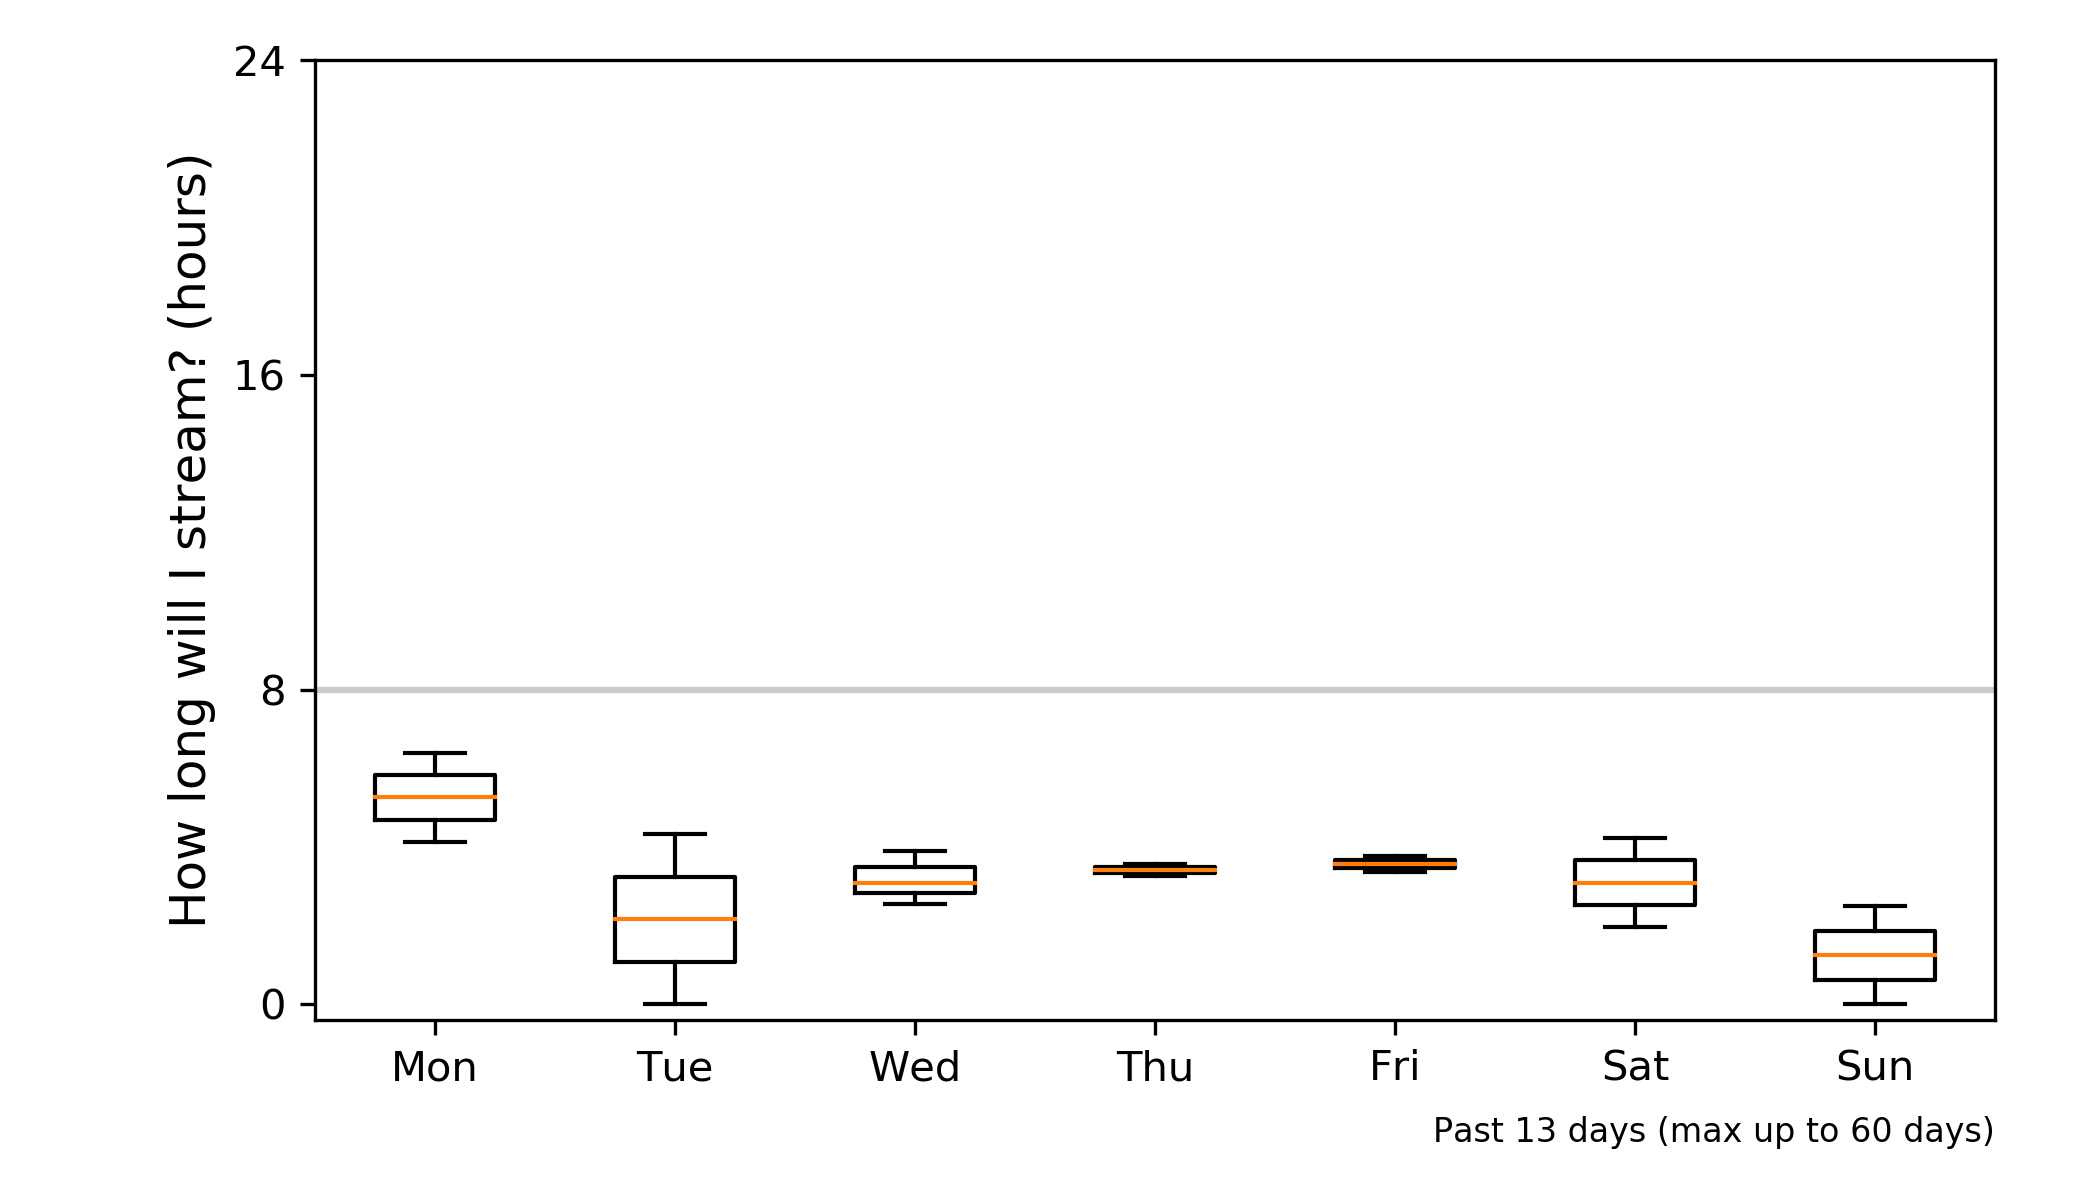 24
16
8
0
How long will I stream? (hours)
Mon Tue Wed Thu Fri Sat Sun
Past 13 days (max up to 60 days)